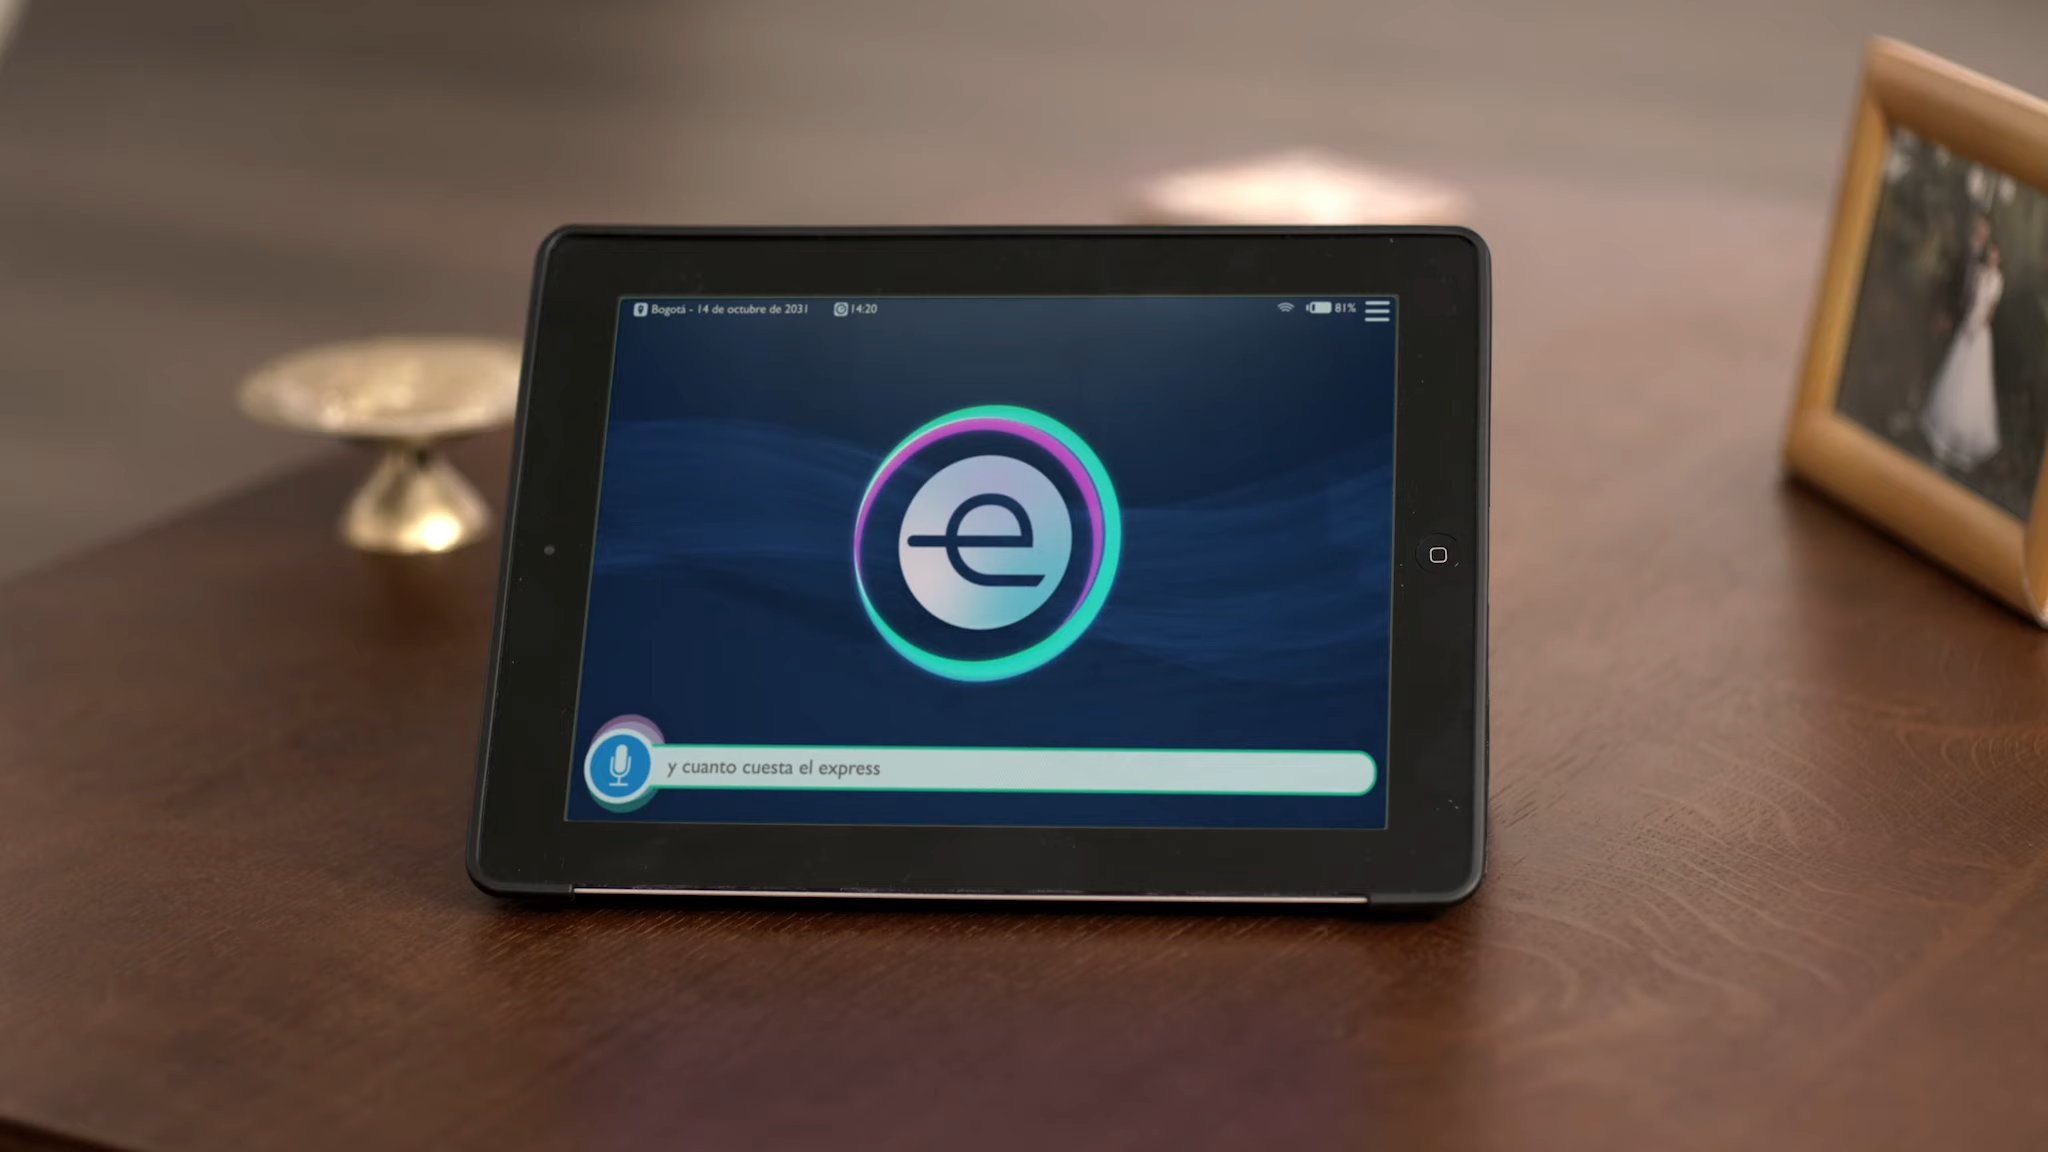 Bogotá - 14 de octubre de 2031 14:20 81%
e
y cuanto cuesta el express